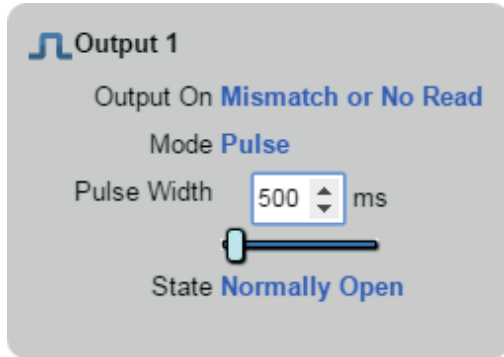 Output 1
Output On Mismatch or No Read
Mode Pulse
Pulse Width 500 ms
State Normally Open